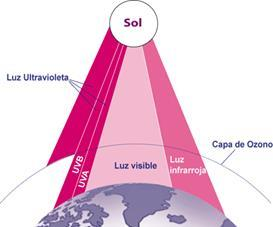 Sol
Luz Ultravioleta
Capa de Ozono
UVB
UVA
Luz visible
Luz
infrarroja